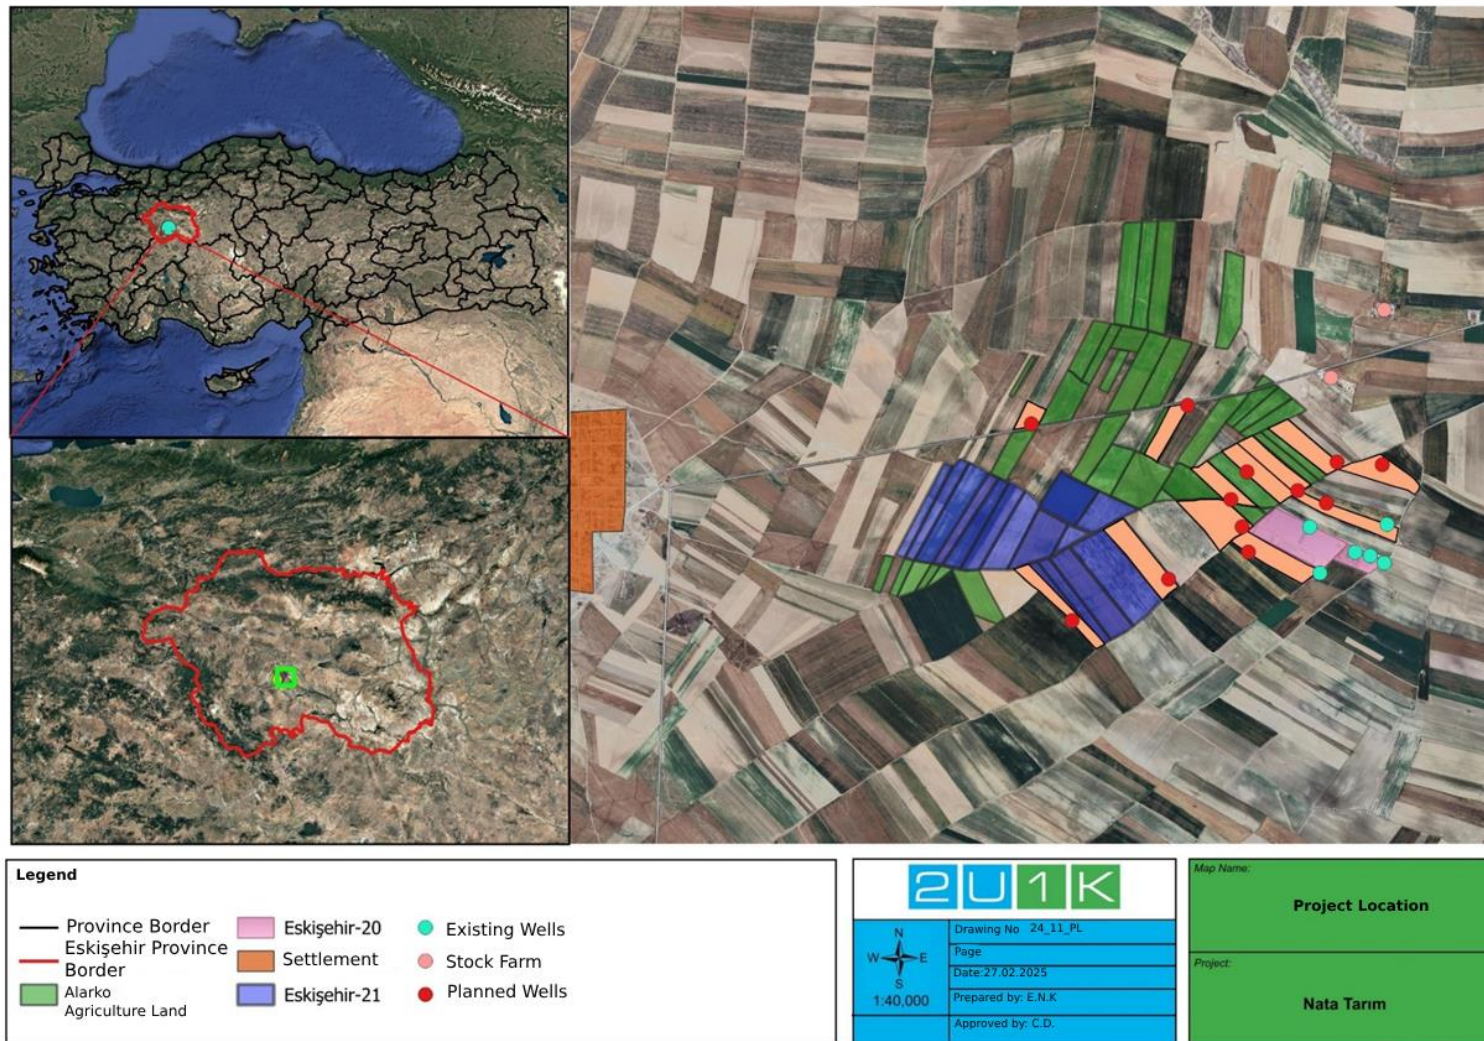 Legend
Province Border
Eskişehir Province
Border
Alarko
Agriculture Land
Eskişehir-20
Settlement
Eskişehir-21
Existing Wells
Stock Farm
Planned Wells
2U1K
N
W E
S
1:40,000
Drawing No 24_11_PL
Page
Date:27.02.2025
Prepared by: E.N.K
Approved by: C.D.
Map Name:
Project Location
Project:
Nata Tarım